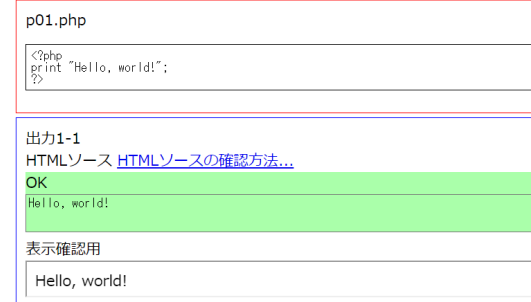 p01.php
<?php
print "Hello, world!";
?>
出力1-1
HTMLソース HTMLソースの確認方法...
OK
Hello, world!
表示確認用
Hello, world!